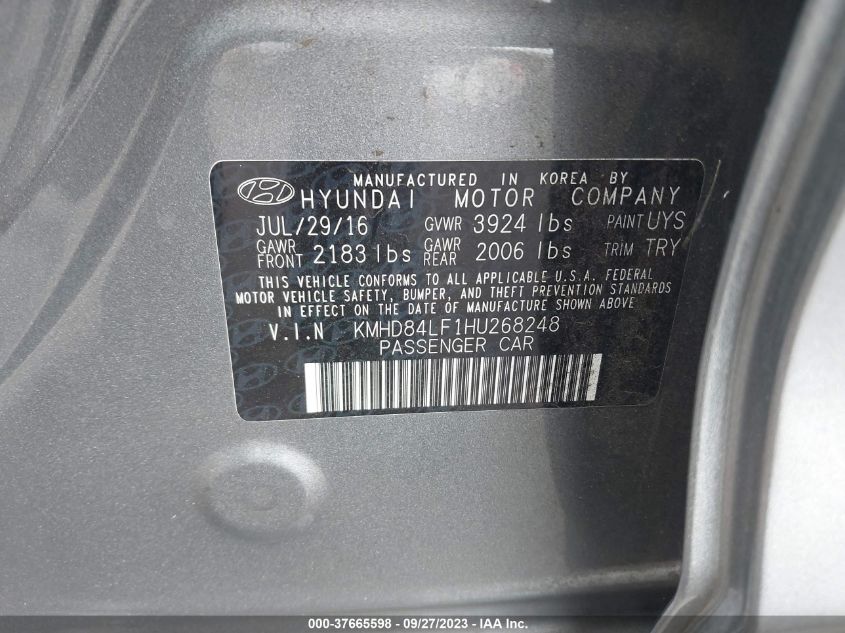 MANUFACTURED IN KOREA BY
HYUNDAI MOTOR COMPANY
JUL/29/16 GVWR 3924 lbs PAINT UYS
GAWR FRONT 2183 lbs GAWR REAR 2006 lbs TRIM TRY
THIS VEHICLE CONFORMS TO ALL APPLICABLE U.S.A. FEDERAL
MOTOR VEHICLE SAFETY, BUMPER, AND THEFT PREVENTION STANDARDS
IN EFFECT ON THE DATE OF MANUFACTURE SHOWN ABOVE
V.I.N KMHD84LF1HU268248
PASSENGER CAR
000-37665598 - 09/27/2023 - IAA Inc.